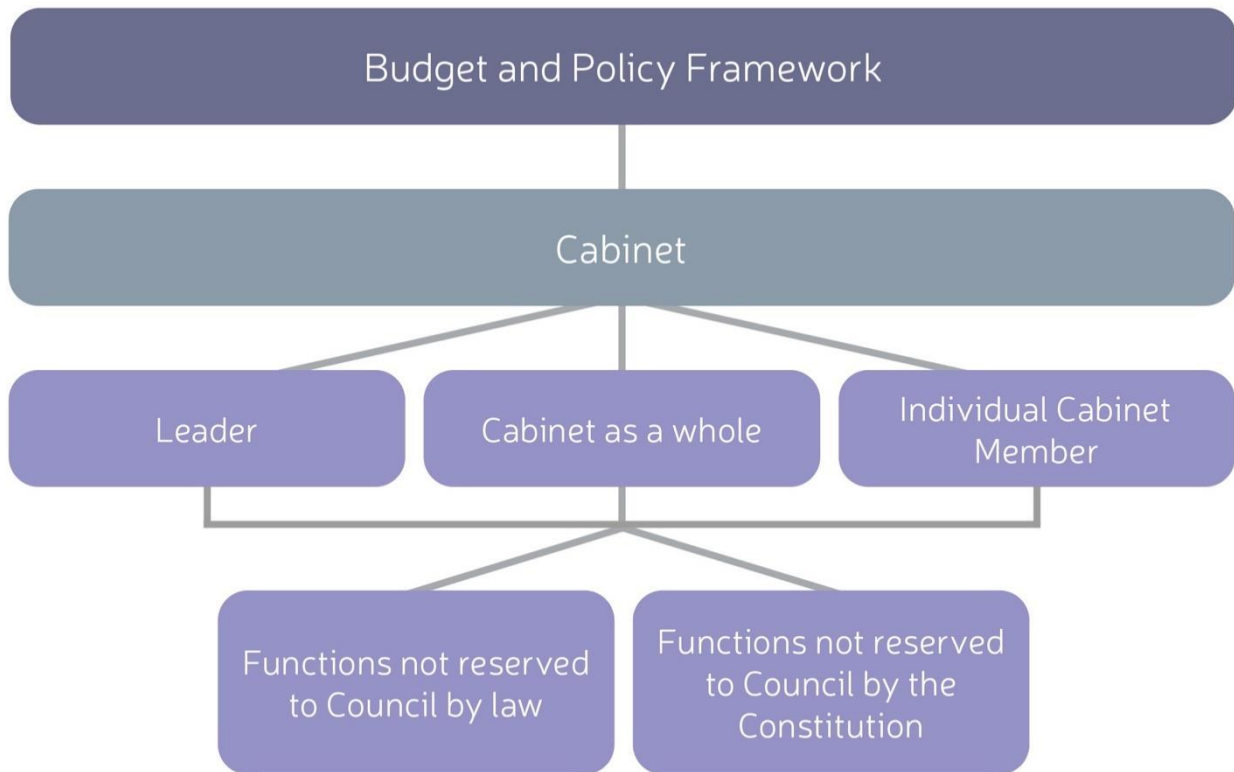 Budget and Policy Framework
Cabinet
Leader
Cabinet as a whole
Individual Cabinet
Member
Functions not reserved
to Council by law
Functions not reserved
to Council by the
Constitution